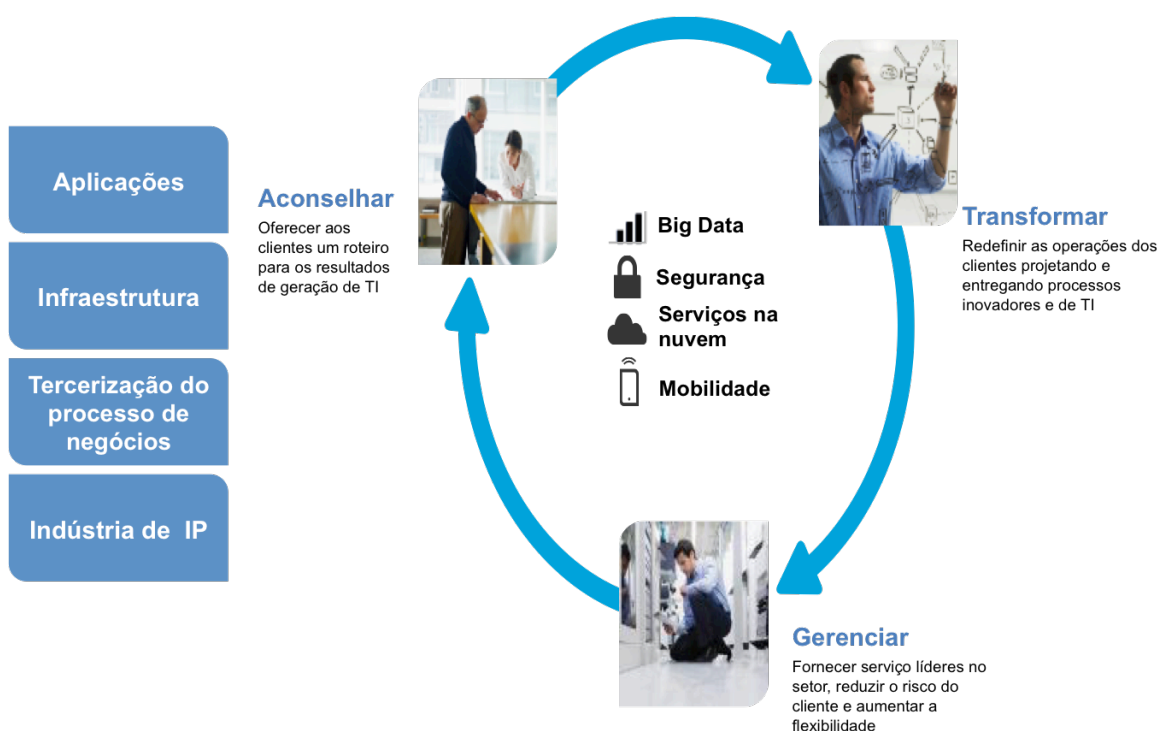 Aplicações
Infraestrutura
Tercerização do
processo de
negócios
Indústria de IP
Aconselhar
Oferecer aos
clientes um roteiro
para os resultados
de geração de TI
Big Data
Segurança
Serviços na
nuvem
Mobilidade
Transformar
Redefinir as operações dos
clientes projetando e
entregando processos
inovadores e de TI
Gerenciar
Fornecer serviço líderes no
setor, reduzir o risco do
cliente e aumentar a
flexibilidade